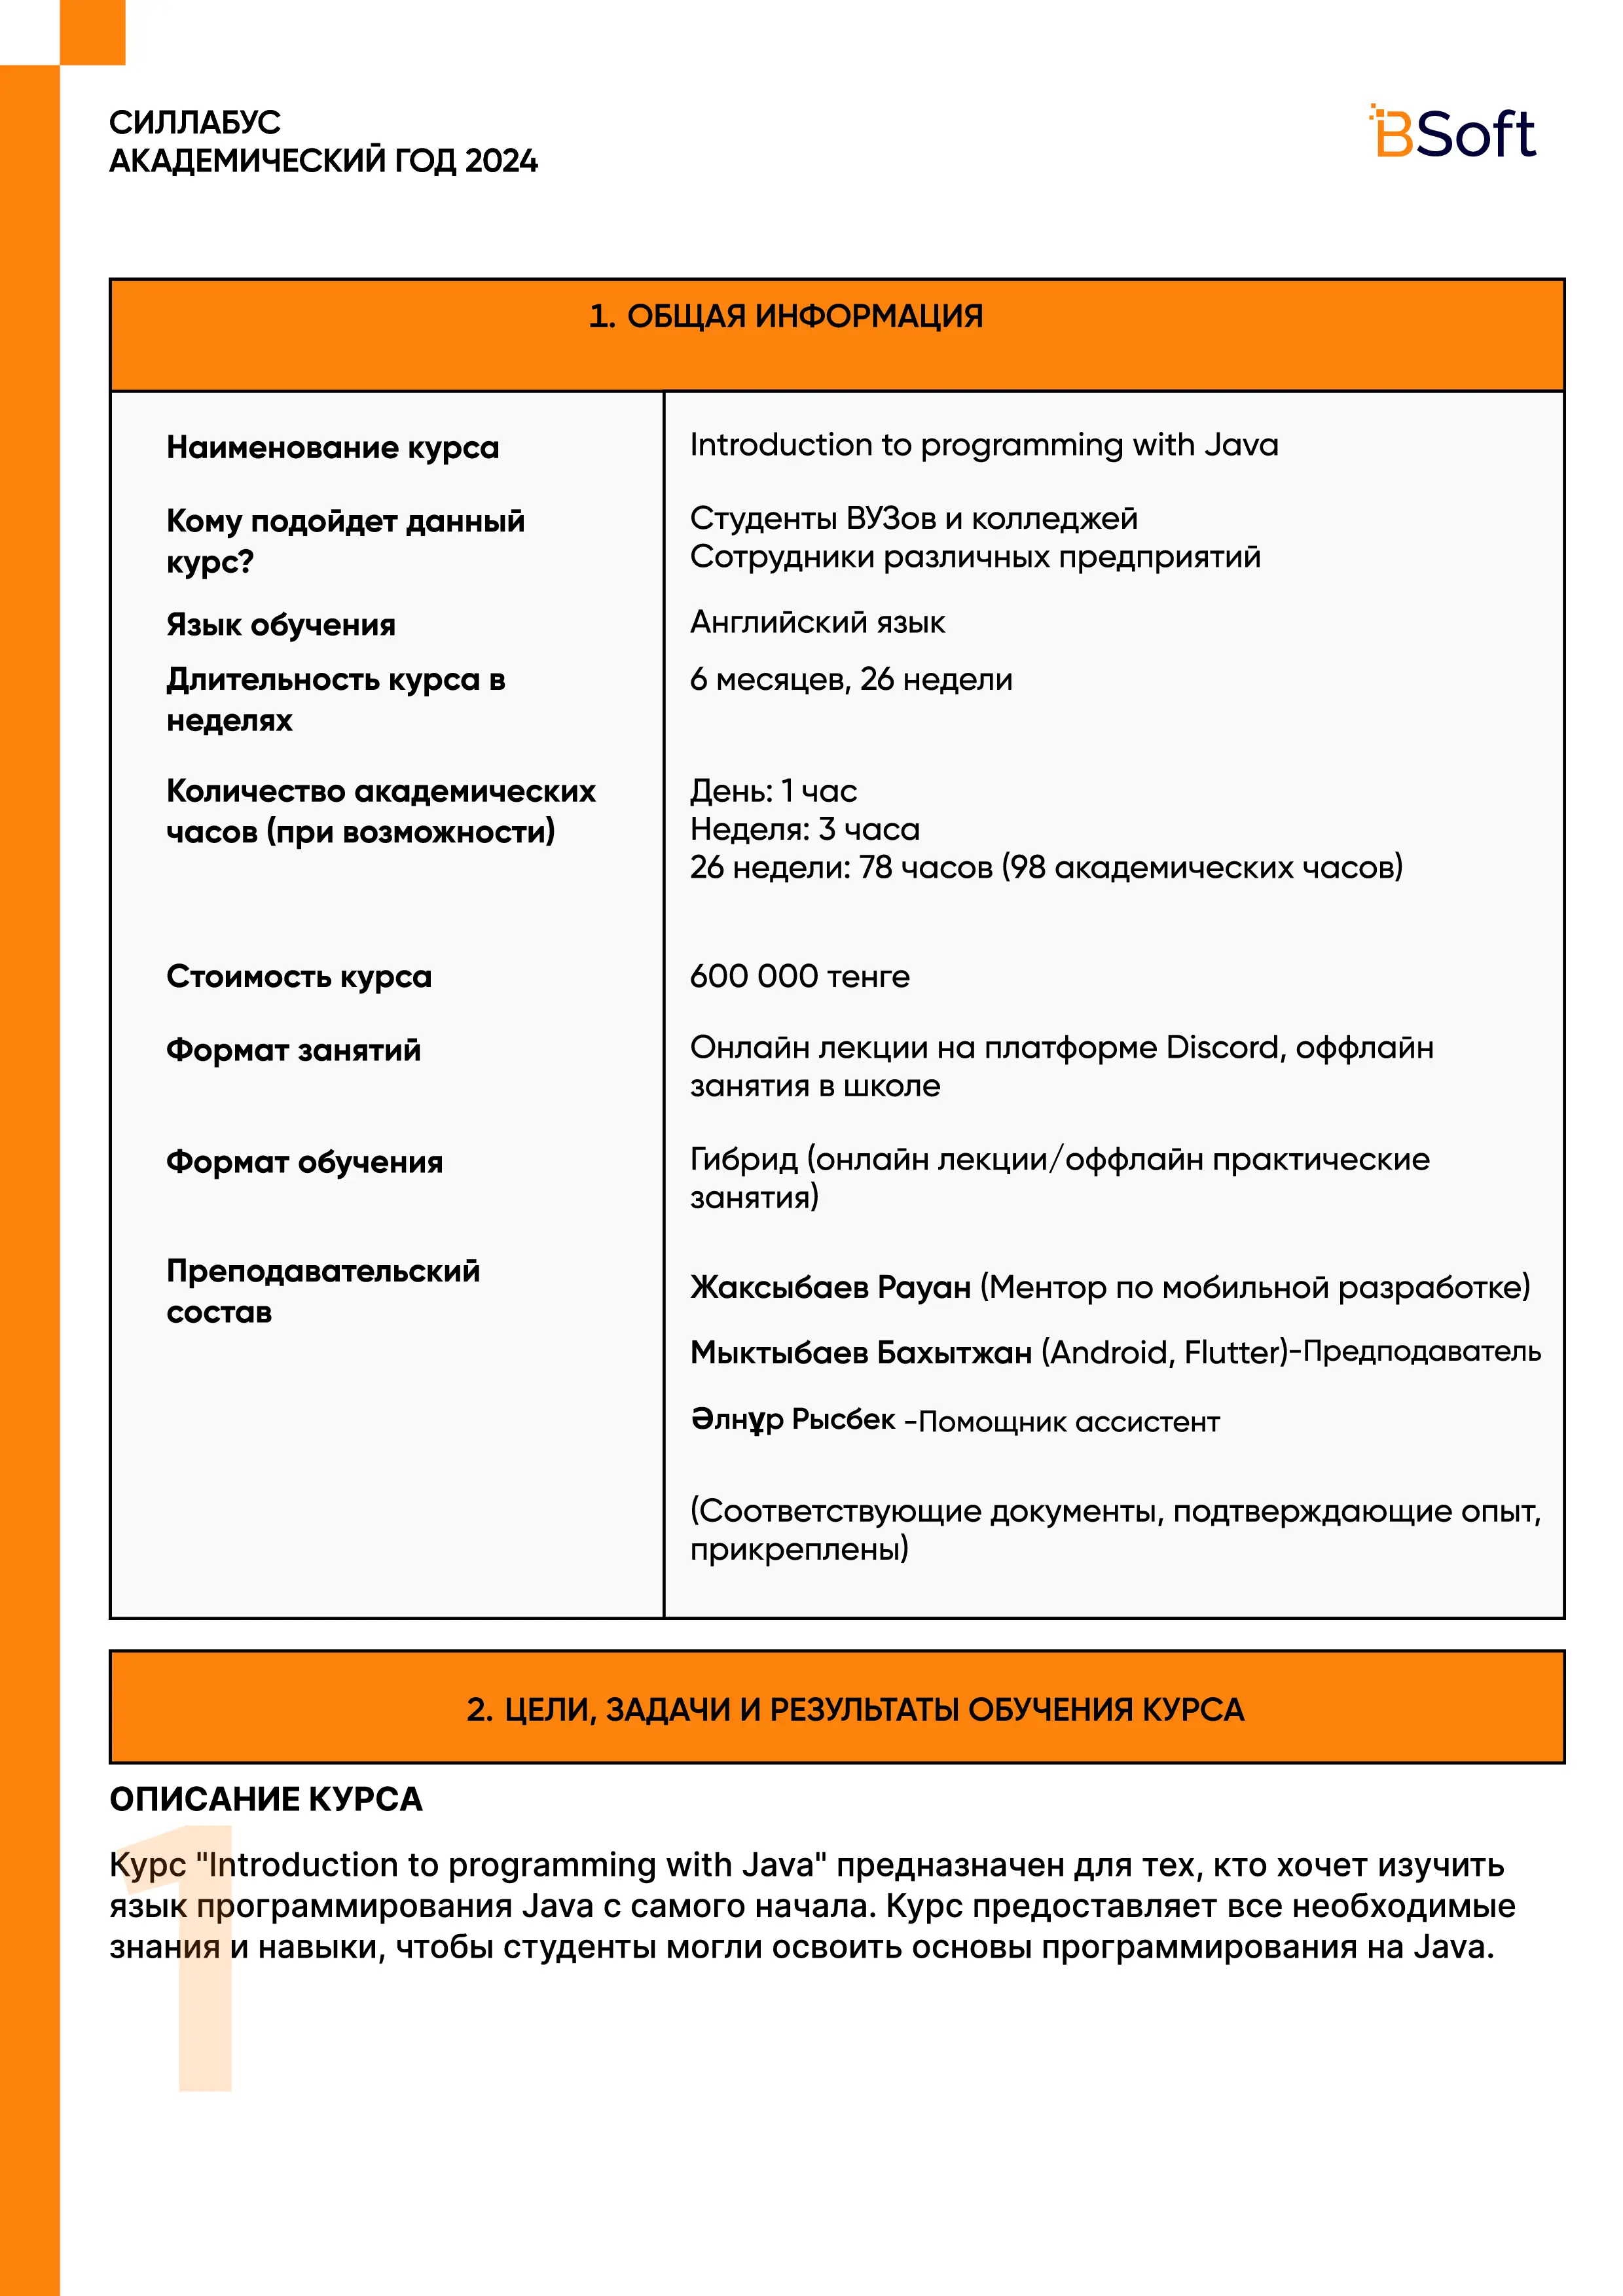 СИЛЛАБУС
АКАДЕМИЧЕСКИЙ ГОД 2024
BSoft
1. ОБЩАЯ ИНФОРМАЦИЯ
Наименование курса
Introduction to programming with Java
Кому подойдет данный
курс?
Студенты ВУЗов и колледжей
Сотрудники различных предприятий
Язык обучения
Английский язык
Длительность курса в
неделях
6 месяцев, 26 недели
Количество академических
часов (при возможности)
День: 1 час
Неделя: 3 часа
26 недели: 78 часов (98 академических часов)
Стоимость курса
600 000 тенге
Формат занятий
Онлайн лекции на платформе Discord, оффлайн
занятия в школе
Формат обучения
Гибрид (онлайн лекции/оффлайн практические
занятия)
Преподавательский
состав
Жаксыбаев Рауан (Ментор по мобильной разработке)
Мыктыбаев Бахытжан (Android, Flutter)-Предподаватель
Әлнұр Рысбек -Помощник ассистент
(Соответствующие документы, подтверждающие опыт,
прикреплены)
2. ЦЕЛИ, ЗАДАЧИ И РЕЗУЛЬТАТЫ ОБУЧЕНИЯ КУРСА
ОПИСАНИЕ КУРСА
Курс "Introduction to programming with Java" предназначен для тех, кто хочет изучить
язык программирования Java с самого начала. Курс предоставляет все необходимые
знания и навыки, чтобы студенты могли освоить основы программирования на Java.
1